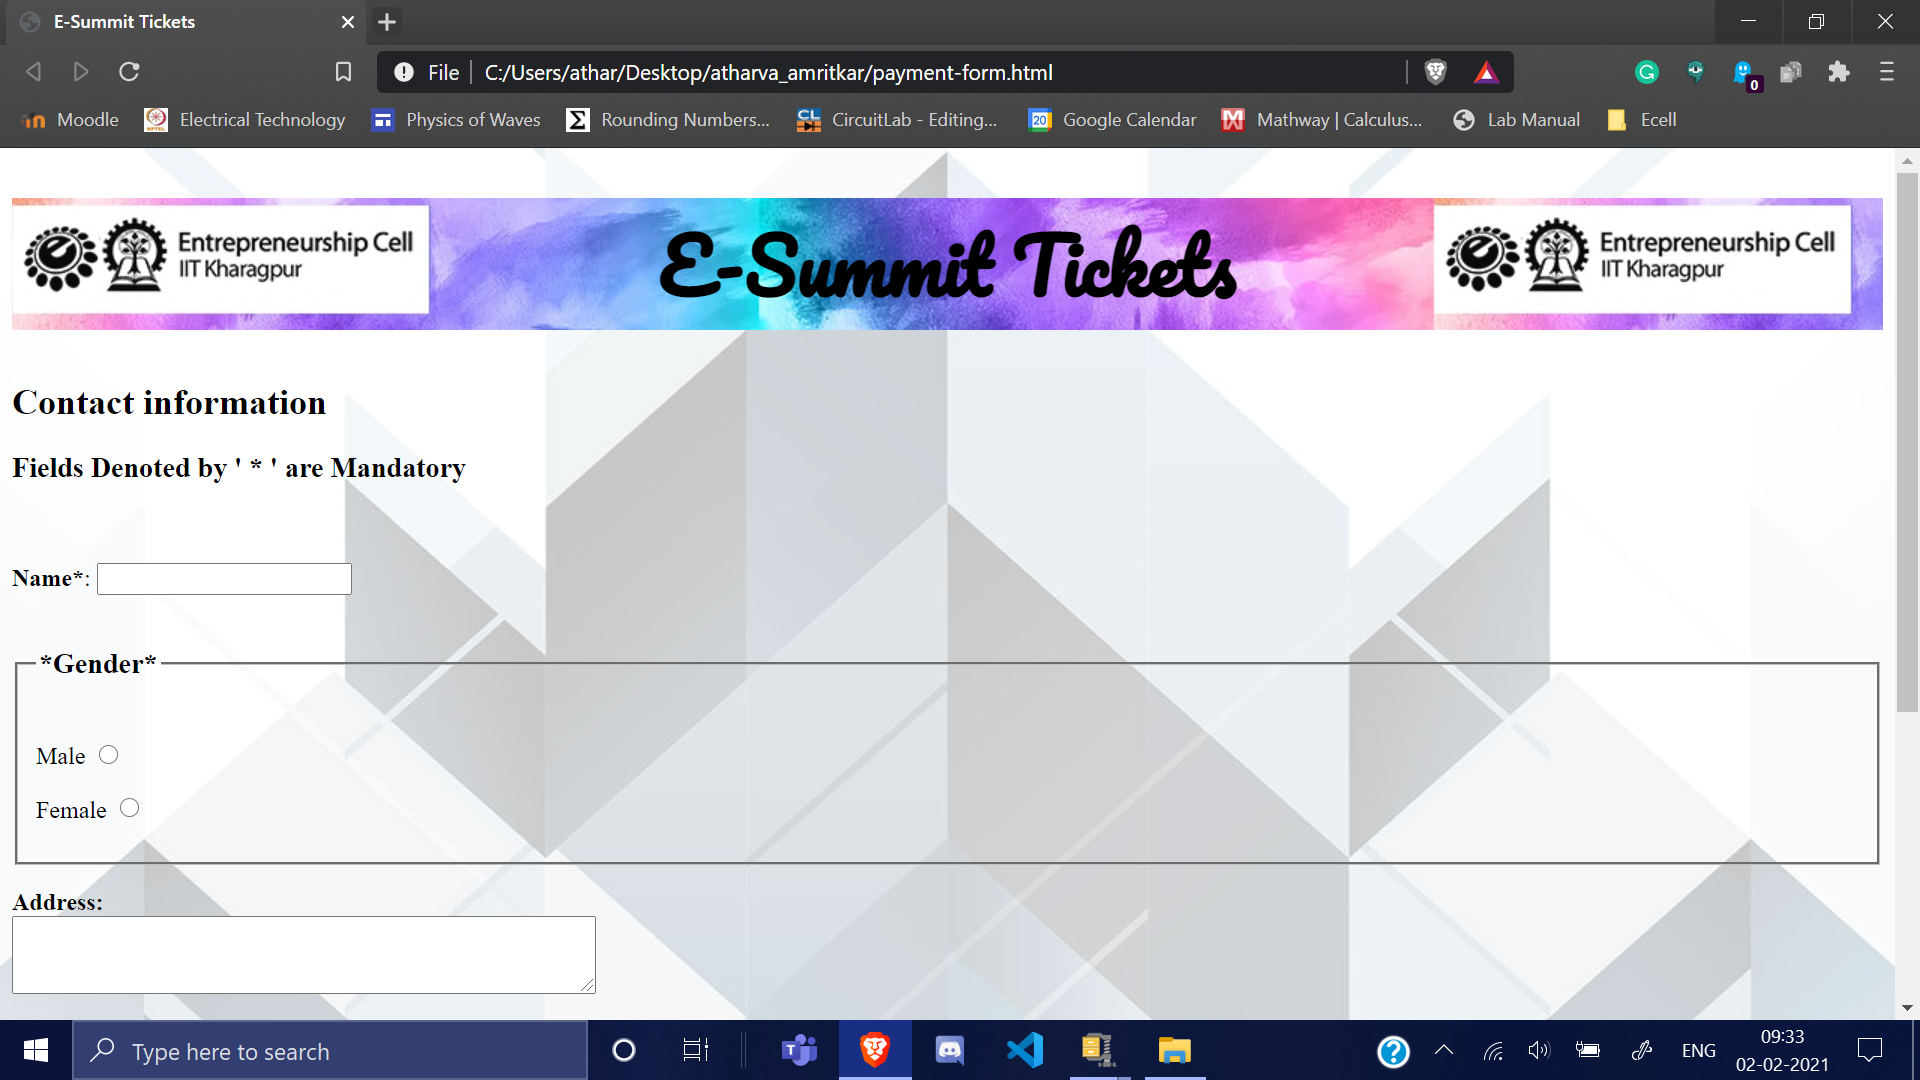 E-Summit Tickets
File C:/Users/athar/Desktop/atharva_amritkar/payment-form.html
0
Moodle Electrical Technology Physics of Waves Rounding Numbers... CL CircuitLab - Editing... 20 Google Calendar Mathway | Calculus... Lab Manual Ecell
Entrepreneurship Cell
IIT Kharagpur
E-Summit Tickets
Entrepreneurship Cell
IIT Kharagpur
Contact information
Fields Denoted by ' * ' are Mandatory
Name*:
*Gender*
Male
Female
Address:
Type here to search
ENG
09:33
02-02-2021